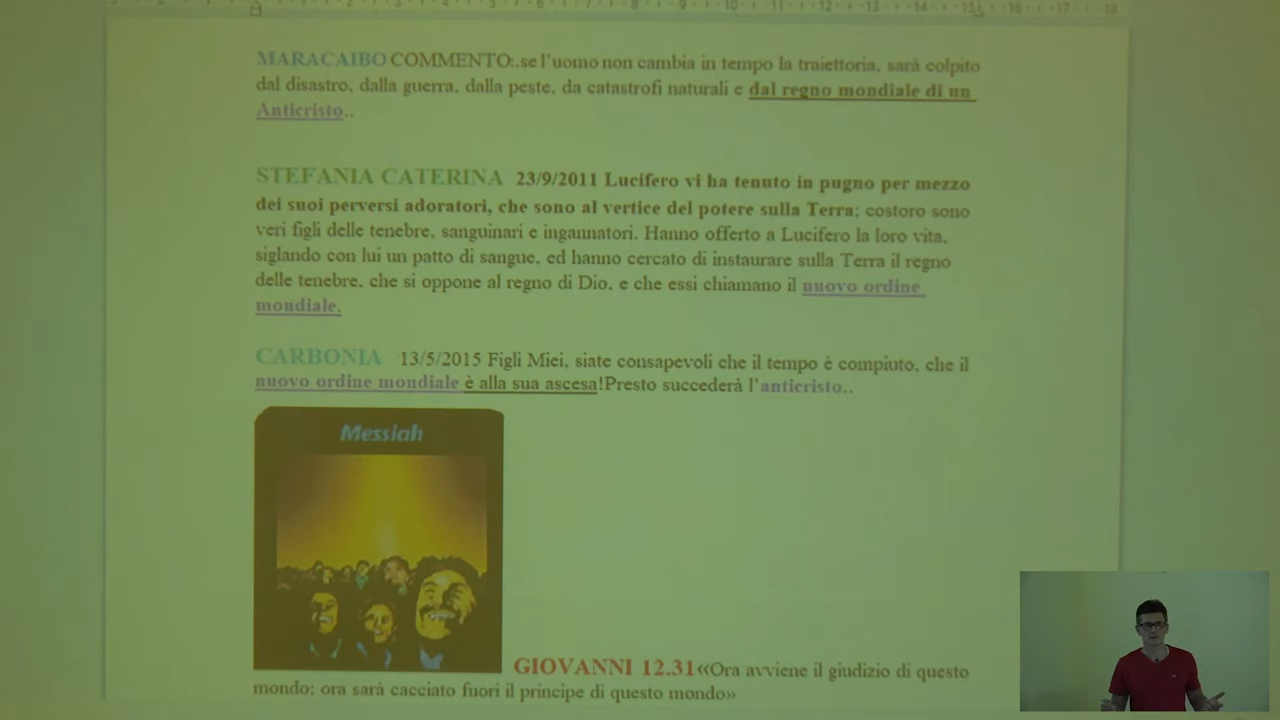 MARACAIBO COMMENTO:.se l'uomo non cambia in tempo la traiettoria, sarà colpito
dal disastro, dalla guerra, dalla peste, da catastrofi naturali e dal regno mondiale di un
Anticristo..
STEFANIA CATERINA 23/9/2011 Lucifero vi ha tenuto in pugno per mezzo
dei suoi perversi adoratori, che sono al vertice del potere sulla Terra; costoro sono
veri figli delle tenebre, sanguinari e ingannatori. Hanno offerto a Lucifero la loro vita,
siglando con lui un patto di sangue, ed hanno cercato di instaurare sulla Terra il regno
delle tenebre, che si oppone al regno di Dio, e che essi chiamano il nuovo ordine
mondiale.
CARBONIA 13/5/2015 Figli Miei, siate consapevoli che il tempo è compiuto, che il
nuovo ordine mondiale è alla sua ascesa!Presto succederà l'anticristo..
Messiah
GIOVANNI 12.31«Ora avviene il giudizio di questo
mondo; ora sarà cacciato fuori il principe di questo mondo»